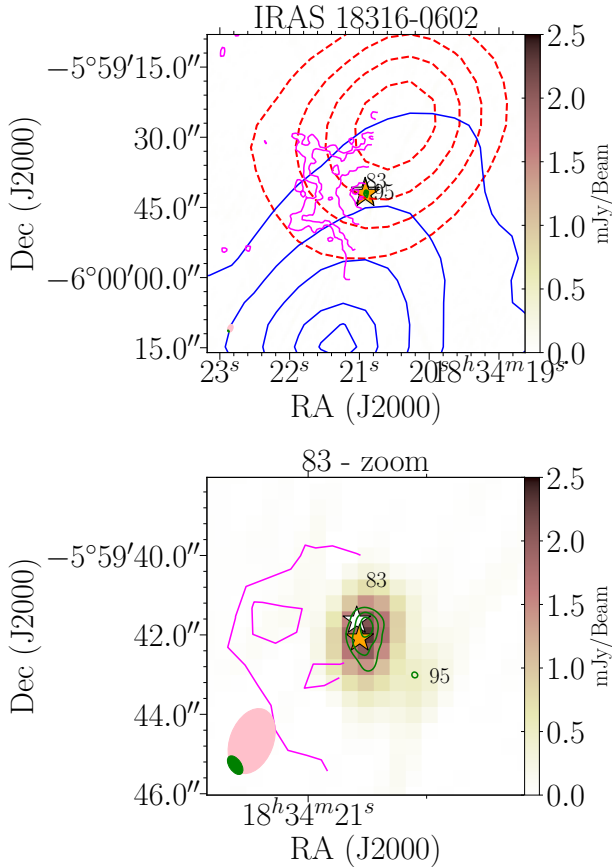 IRAS 18316-0602
−5°59′15.0″
30.0″
45.0″
−6°00′00.0″
15.0″
Dec (J2000)
83
95
23ˢ 22ˢ 21ˢ 20ˢ 18ʰ34ᵐ19ˢ
RA (J2000)
2.5
2.0
1.5
1.0
0.5
0.0
mJy/Beam
83 - zoom
−5°59′40.0″
42.0″
44.0″
46.0″
Dec (J2000)
83
95
18ʰ34ᵐ21ˢ
RA (J2000)
2.5
2.0
1.5
1.0
0.5
0.0
mJy/Beam